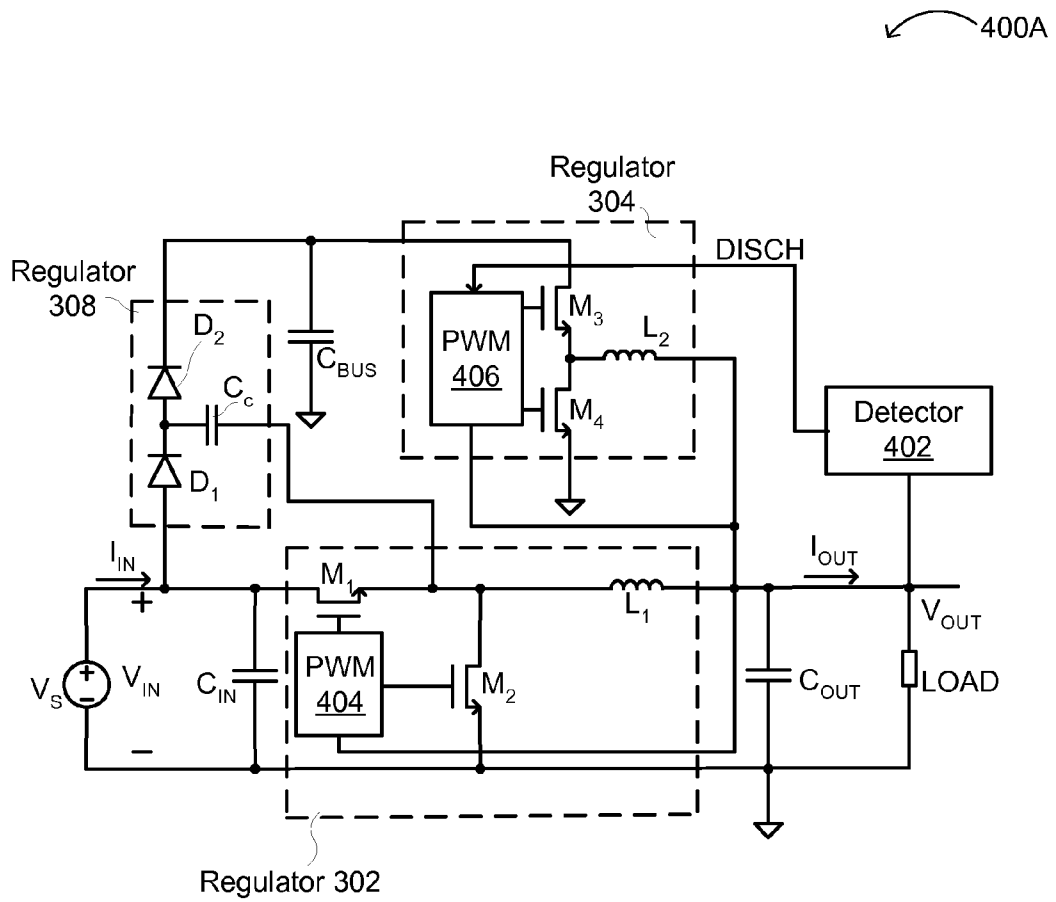 400A
Regulator
304
DISCH
Regulator
308
D2
Cc
D1
CBUS
PWM
406
M3
M4
L2
Detector
402
IIN
+
VS
+
−
VIN
−
CIN
M1
PWM
404
M2
L1
IOUT
VOUT
COUT
LOAD
Regulator 302